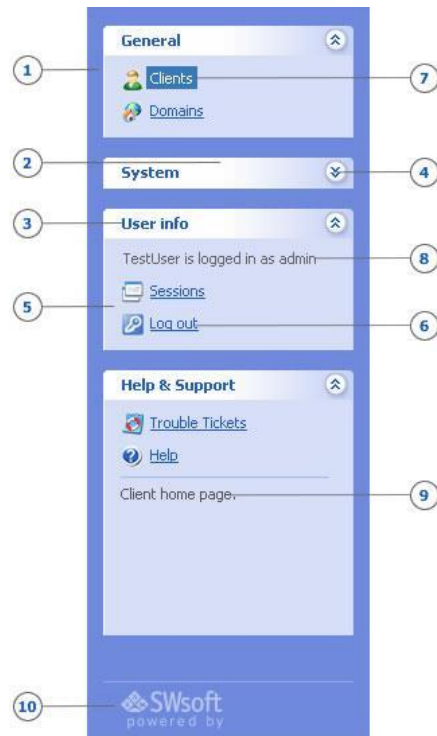 General
1
Clients
7
Domains
2
System
4
3
User info
TestUser is logged in as admin
8
5
Sessions
Log out
6
Help & Support
Trouble Tickets
Help
Client home page.
9
10
SWsoft
powered by